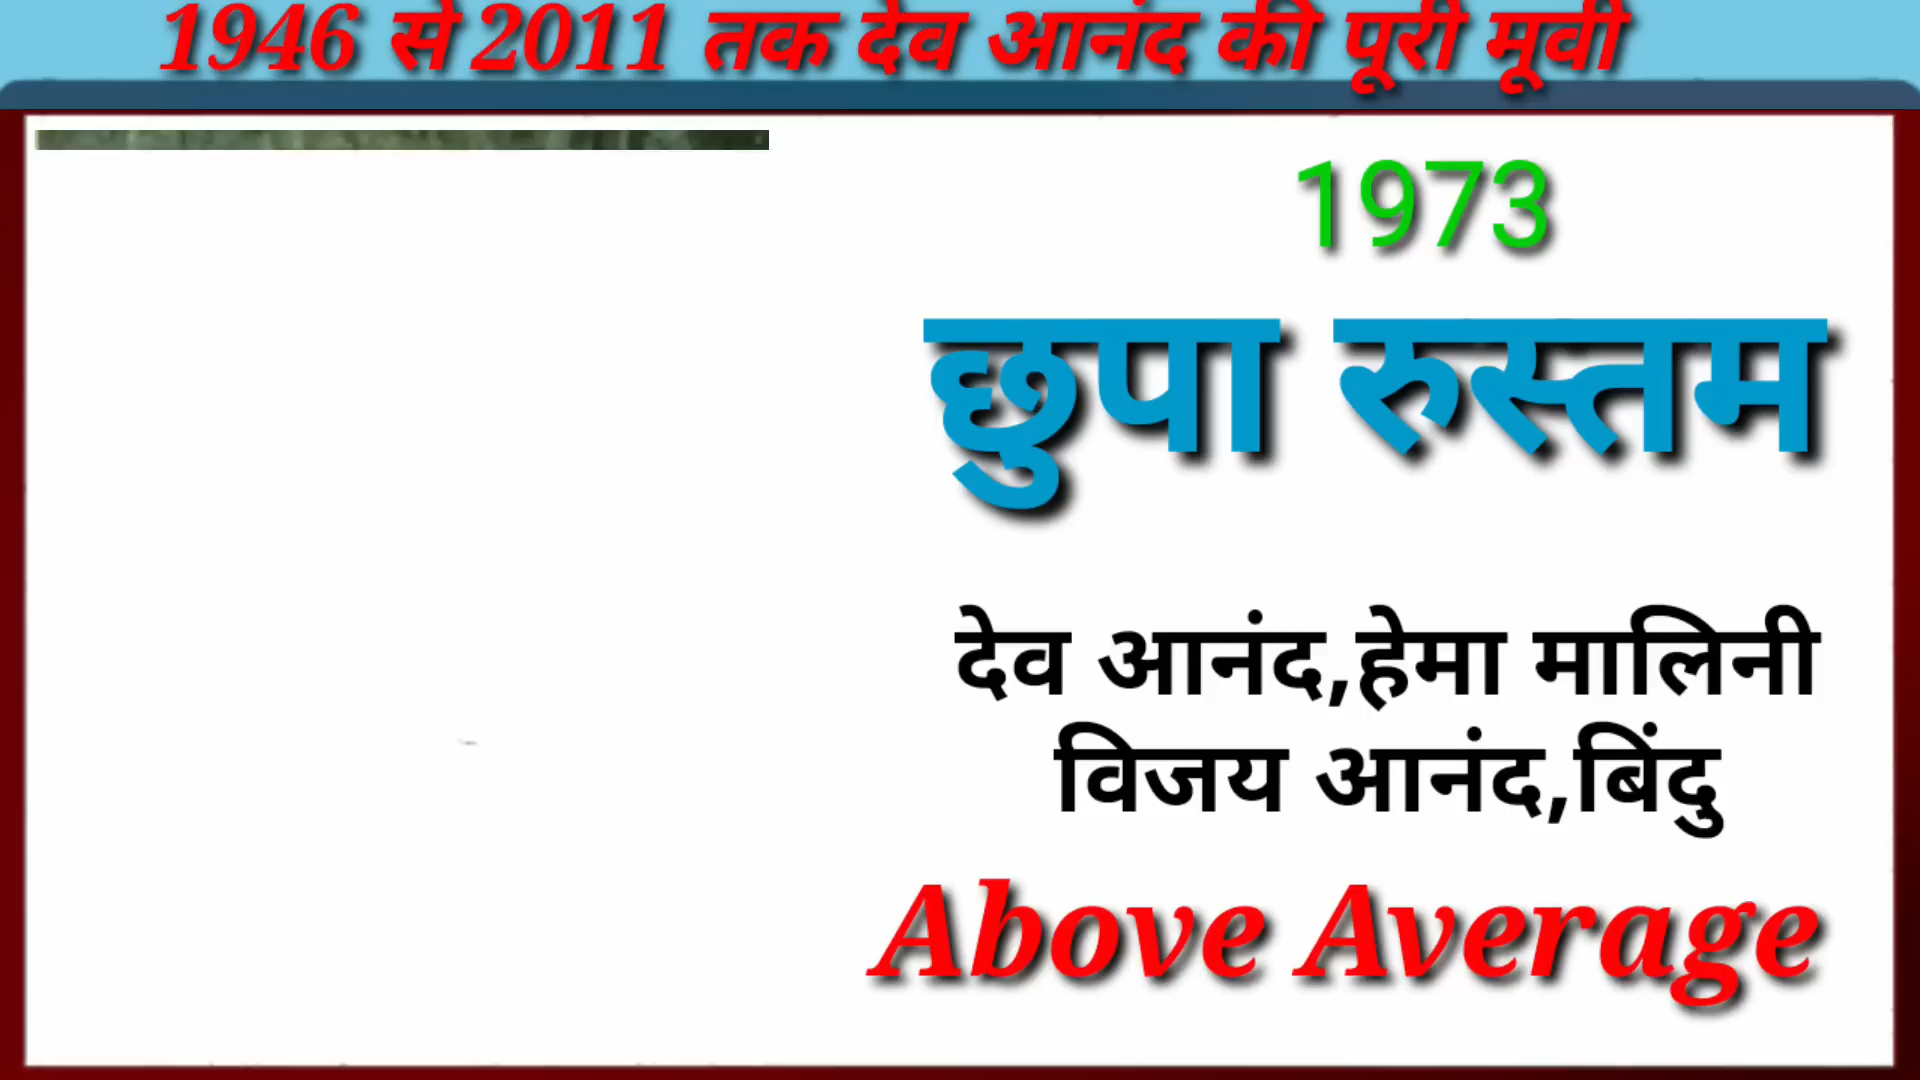 1946 से 2011 तक देव आनंद की पूरी मूवी
1973
छुपा रुस्तम
देव आनंद,हेमा मालिनी
विजय आनंद,बिंदु
Above Average